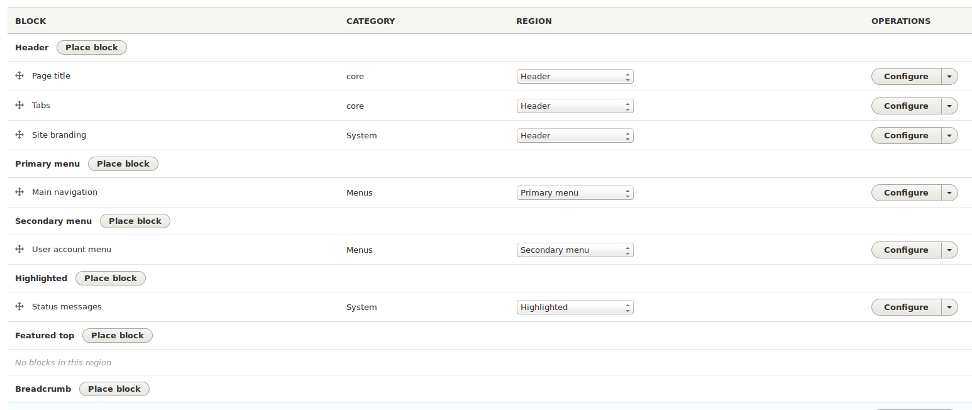 BLOCK CATEGORY REGION OPERATIONS
Header Place block
Page title core Header Configure
Tabs core Header Configure
Site branding System Header Configure
Primary menu Place block
Main navigation Menus Primary menu Configure
Secondary menu Place block
User account menu Menus Secondary menu Configure
Highlighted Place block
Status messages System Highlighted Configure
Featured top Place block
No blocks in this region
Breadcrumb Place block